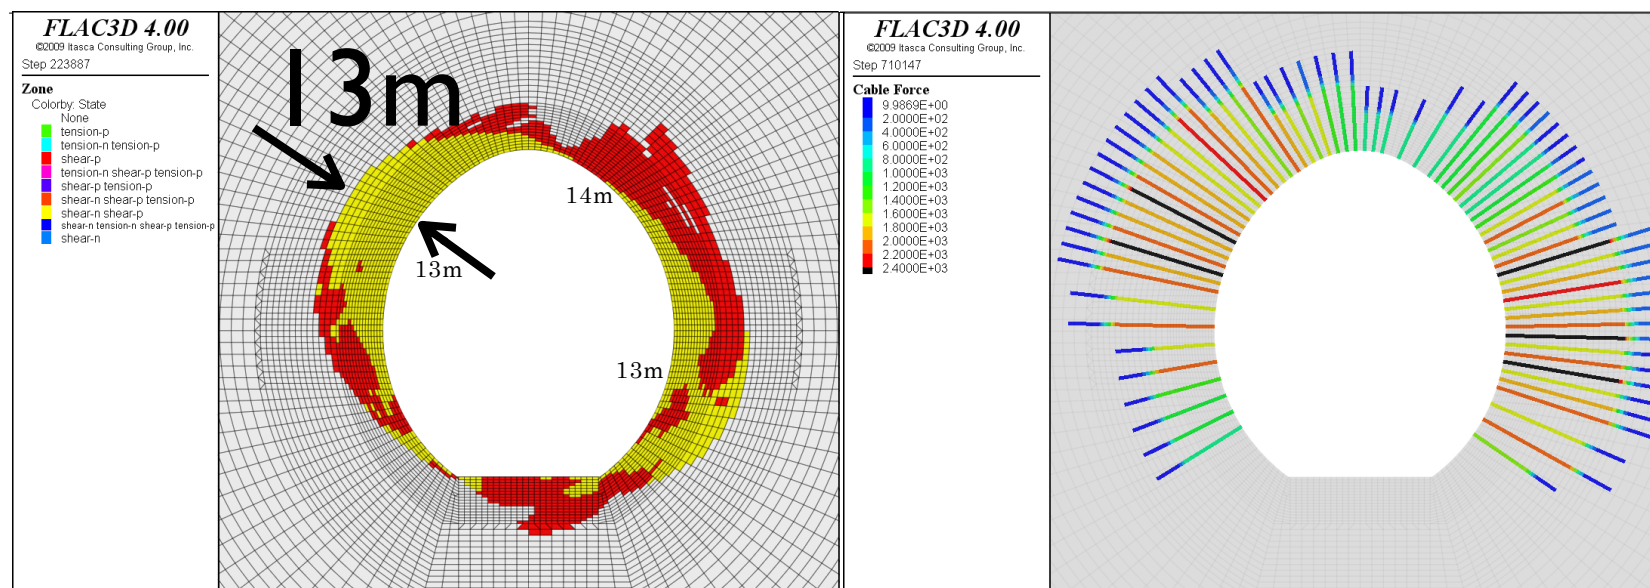 FLAC3D 4.00
©2009 Itasca Consulting Group, Inc.
Step 223887
Zone
Colorby: State
None
tension-p
tension-n tension-p
shear-p
tension-n shear-p tension-p
shear-p tension-p
shear-n shear-p tension-p
shear-n shear-p
shear-n tension-n shear-p tension-p
shear-n
13m
14m
13m
13m
FLAC3D 4.00
©2009 Itasca Consulting Group, Inc.
Step 710147
Cable Force
9.9869E+00
2.0000E+02
4.0000E+02
6.0000E+02
8.0000E+02
1.0000E+03
1.2000E+03
1.4000E+03
1.6000E+03
1.8000E+03
2.0000E+03
2.2000E+03
2.4000E+03